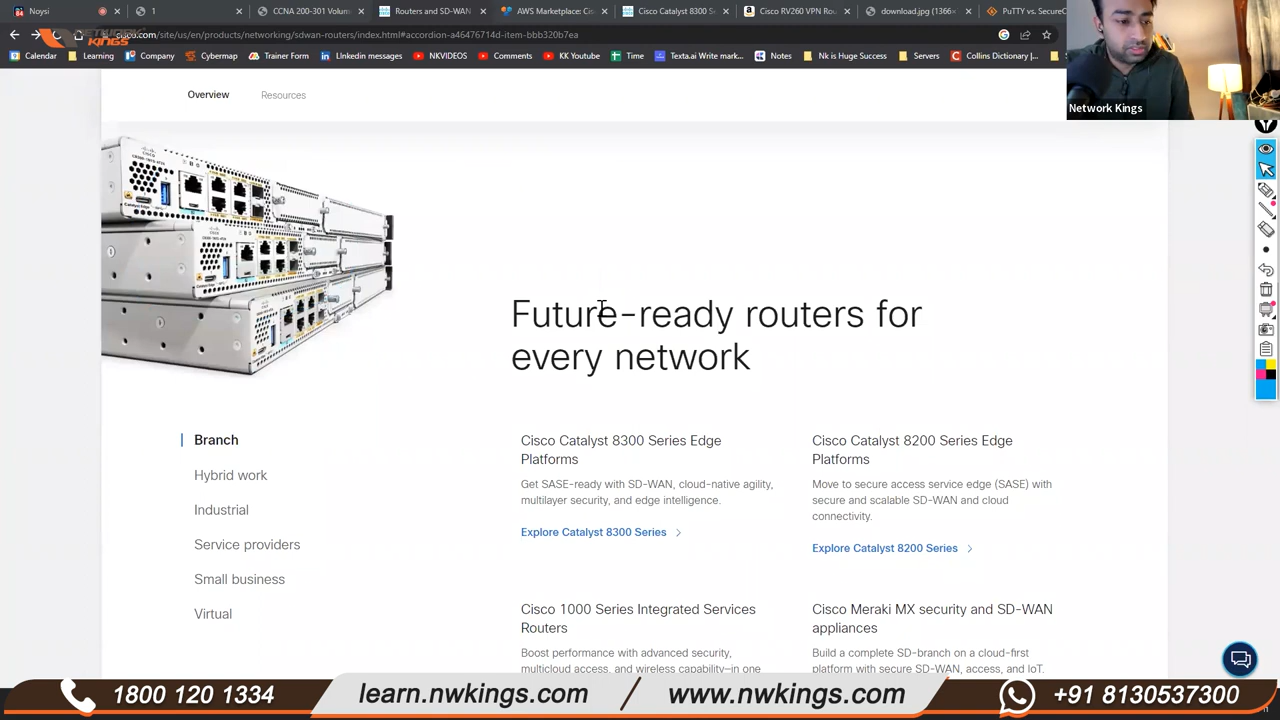 Noysi
1
CCNA 200-301 Volum
Routers and SD-WAN
AWS Marketplace: Cis
Cisco Catalyst 8300 Se
Cisco RV260 VPN Rou
download.jpg (1366×
PuTTY vs. SecureC
NETWORK
KINGS
cisco.com/site/us/en/products/networking/sdwan-routers/index.html#accordion-a46476714d-item-bbb320b7ea
Calendar
Learning
Company
Cybermap
Trainer Form
LInkedin messages
NKVIDEOS
Comments
KK Youtube
Time
Texta.ai Write mark...
Notes
Nk is Huge Success
Servers
Collins Dictionary |...
Network Kings
Overview
Resources
Future-ready routers for
every network
Branch
Hybrid work
Industrial
Service providers
Small business
Virtual
Cisco Catalyst 8300 Series Edge
Platforms
Get SASE-ready with SD-WAN, cloud-native agility,
multilayer security, and edge intelligence.
Explore Catalyst 8300 Series
Cisco Catalyst 8200 Series Edge
Platforms
Move to secure access service edge (SASE) with
secure and scalable SD-WAN and cloud
connectivity.
Explore Catalyst 8200 Series
Cisco 1000 Series Integrated Services
Routers
Boost performance with advanced security,
multicloud access, and wireless capability—in one
Cisco Meraki MX security and SD-WAN
appliances
Build a complete SD-branch on a cloud-first
platform with secure SD-WAN, access, and IoT.
1800 120 1334
learn.nwkings.com
www.nwkings.com
+91 8130537300